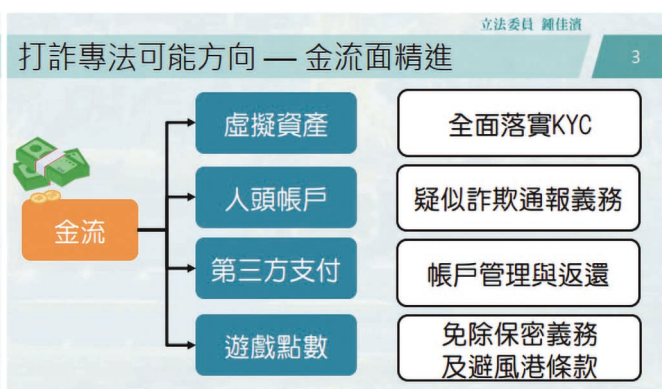 立法委員 鍾佳濱
打詐專法可能方向 — 金流面精進
3
金流
虛擬資產
全面落實KYC
人頭帳戶
疑似詐欺通報義務
第三方支付
帳戶管理與返還
遊戲點數
免除保密義務
及避風港條款